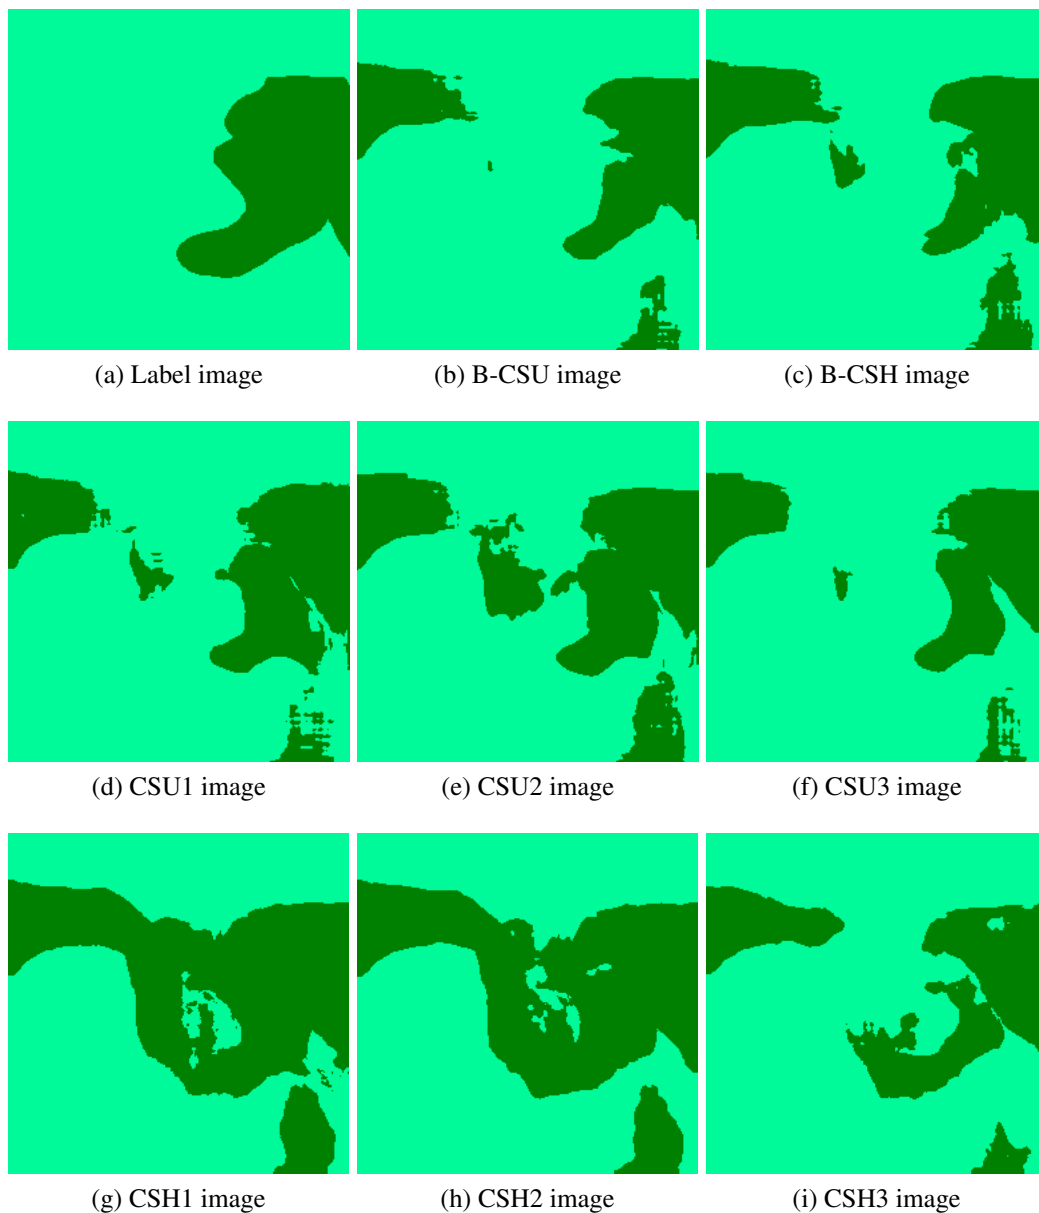 (a) Label image
(b) B-CSU image
(c) B-CSH image
(d) CSU1 image
(e) CSU2 image
(f) CSU3 image
(g) CSH1 image
(h) CSH2 image
(i) CSH3 image